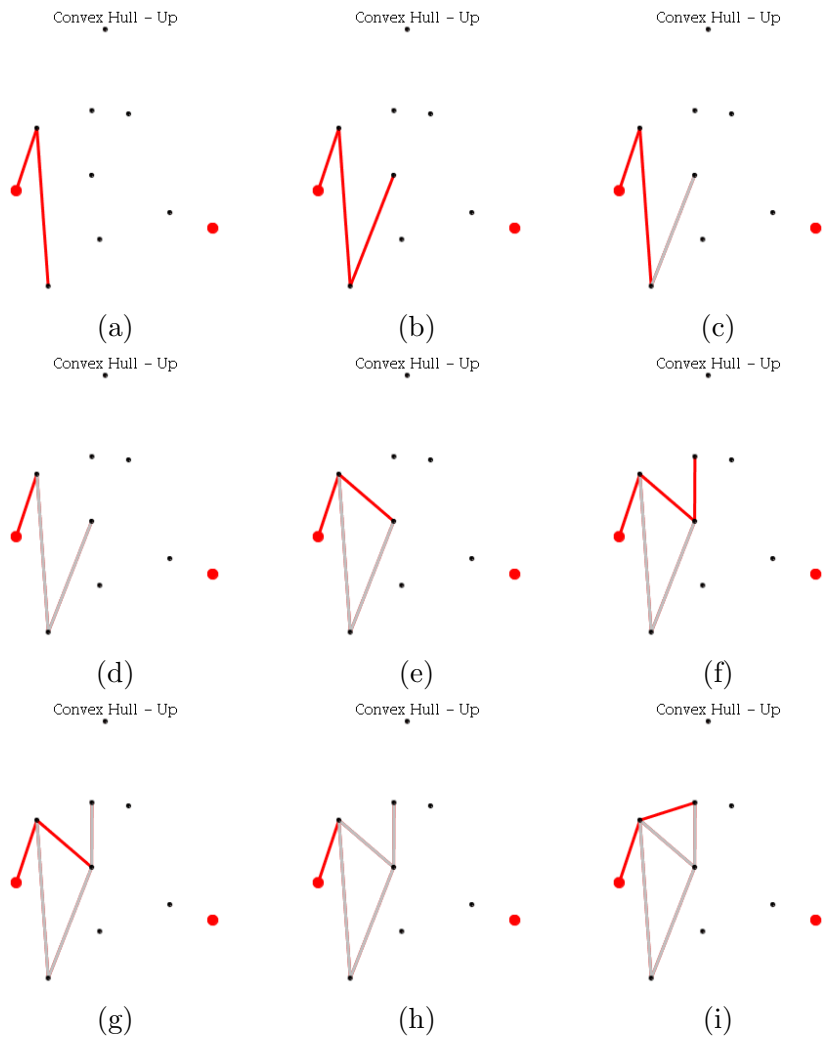 Convex Hull – Up Convex Hull – Up Convex Hull – Up
(a) (b) (c)
Convex Hull – Up Convex Hull – Up Convex Hull – Up
(d) (e) (f)
Convex Hull – Up Convex Hull – Up Convex Hull – Up
(g) (h) (i)